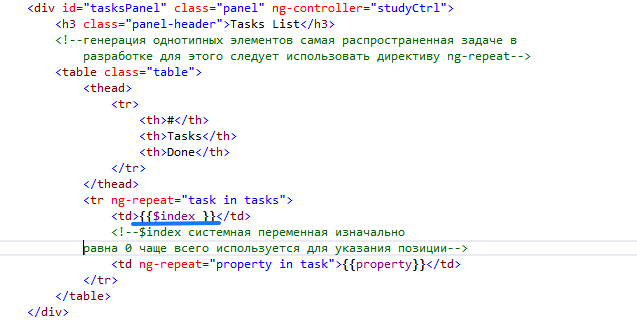 <div id="tasksPanel" class="panel" ng-controller="studyCtrl">
<h3 class="panel-header">Tasks List</h3>
<!--генерация однотипных элементов самая распространенная задаче в
разработке для этого следует использовать директиву ng-repeat-->
<table class="table">
<thead>
<tr>
<th>#</th>
<th>Tasks</th>
<th>Done</th>
</tr>
</thead>
<tr ng-repeat="task in tasks">
<td>{{$index }}</td>
<!--$index системная переменная изначально
равна 0 чаще всего используется для указания позиции-->
<td ng-repeat="property in task">{{property}}</td>
</tr>
</table>
</div>